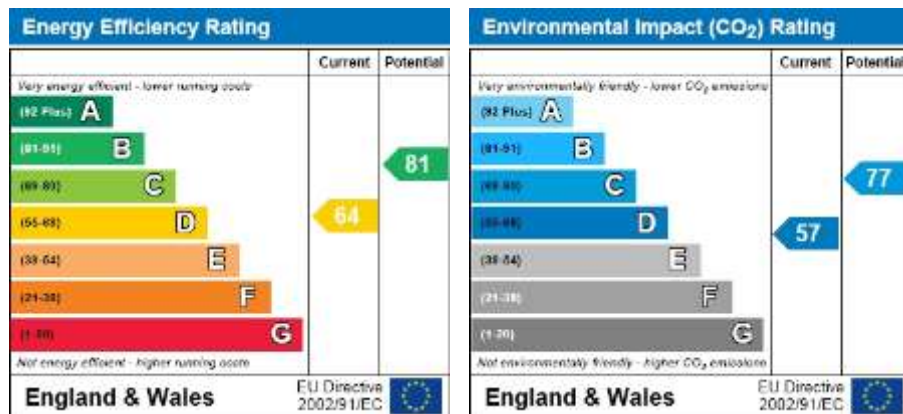 Energy Efficiency Rating
Current Potential
Very energy efficient - lower running costs
(92 Plus) A
(81-91) B
(69-80) C
(55-68) D
(39-54) E
(21-38) F
(1-20) G
64
81
Not energy efficient - higher running costs
England & Wales
EU Directive
2002/91/EC
Environmental Impact (CO₂) Rating
Current Potential
Very environmentally friendly - lower CO₂ emissions
(92 Plus) A
(81-91) B
(69-80) C
(55-68) D
(39-54) E
(21-38) F
(1-20) G
57
77
Not environmentally friendly - higher CO₂ emissions
England & Wales
EU Directive
2002/91/EC